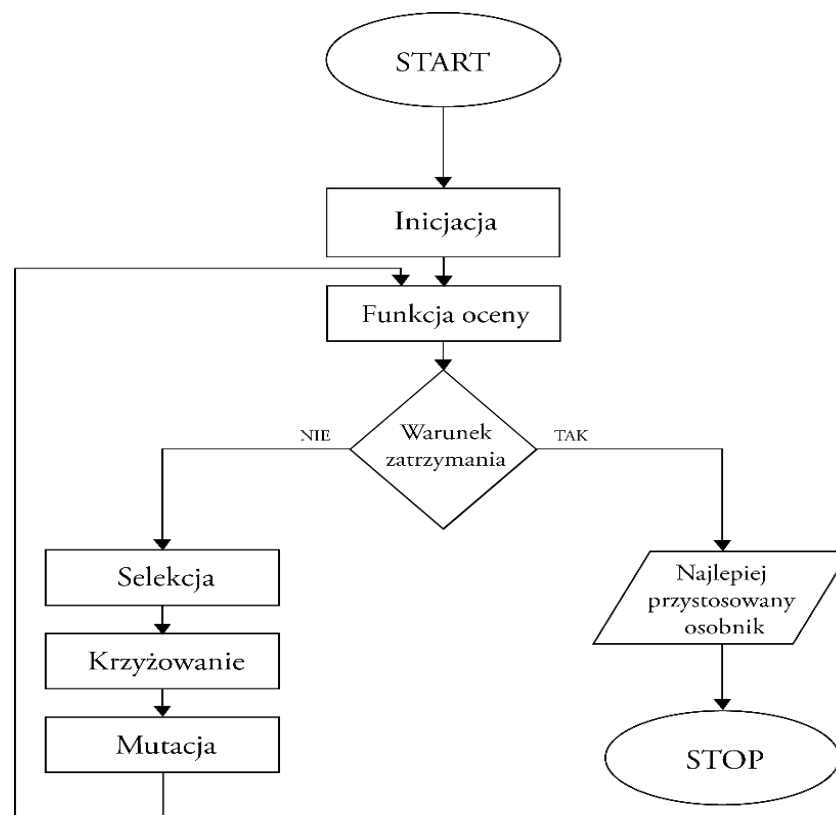 START
Inicjacja
Funkcja oceny
Warunek
zatrzymania
NIE
TAK
Selekcja
Krzyżowanie
Mutacja
Najlepiej
przystosowany
osobnik
STOP